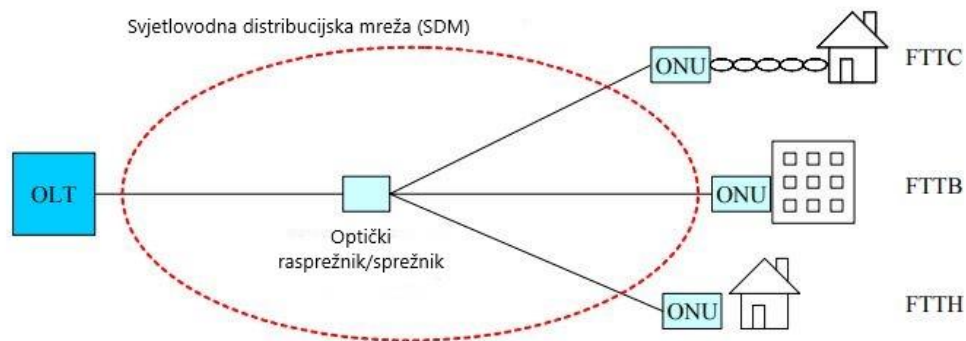 Svjetlovodna distribucijska mreža (SDM)
ONU
FTTC
OLT
ONU
FTTB
Optički
rasprežnik/sprežnik
ONU
FTTH